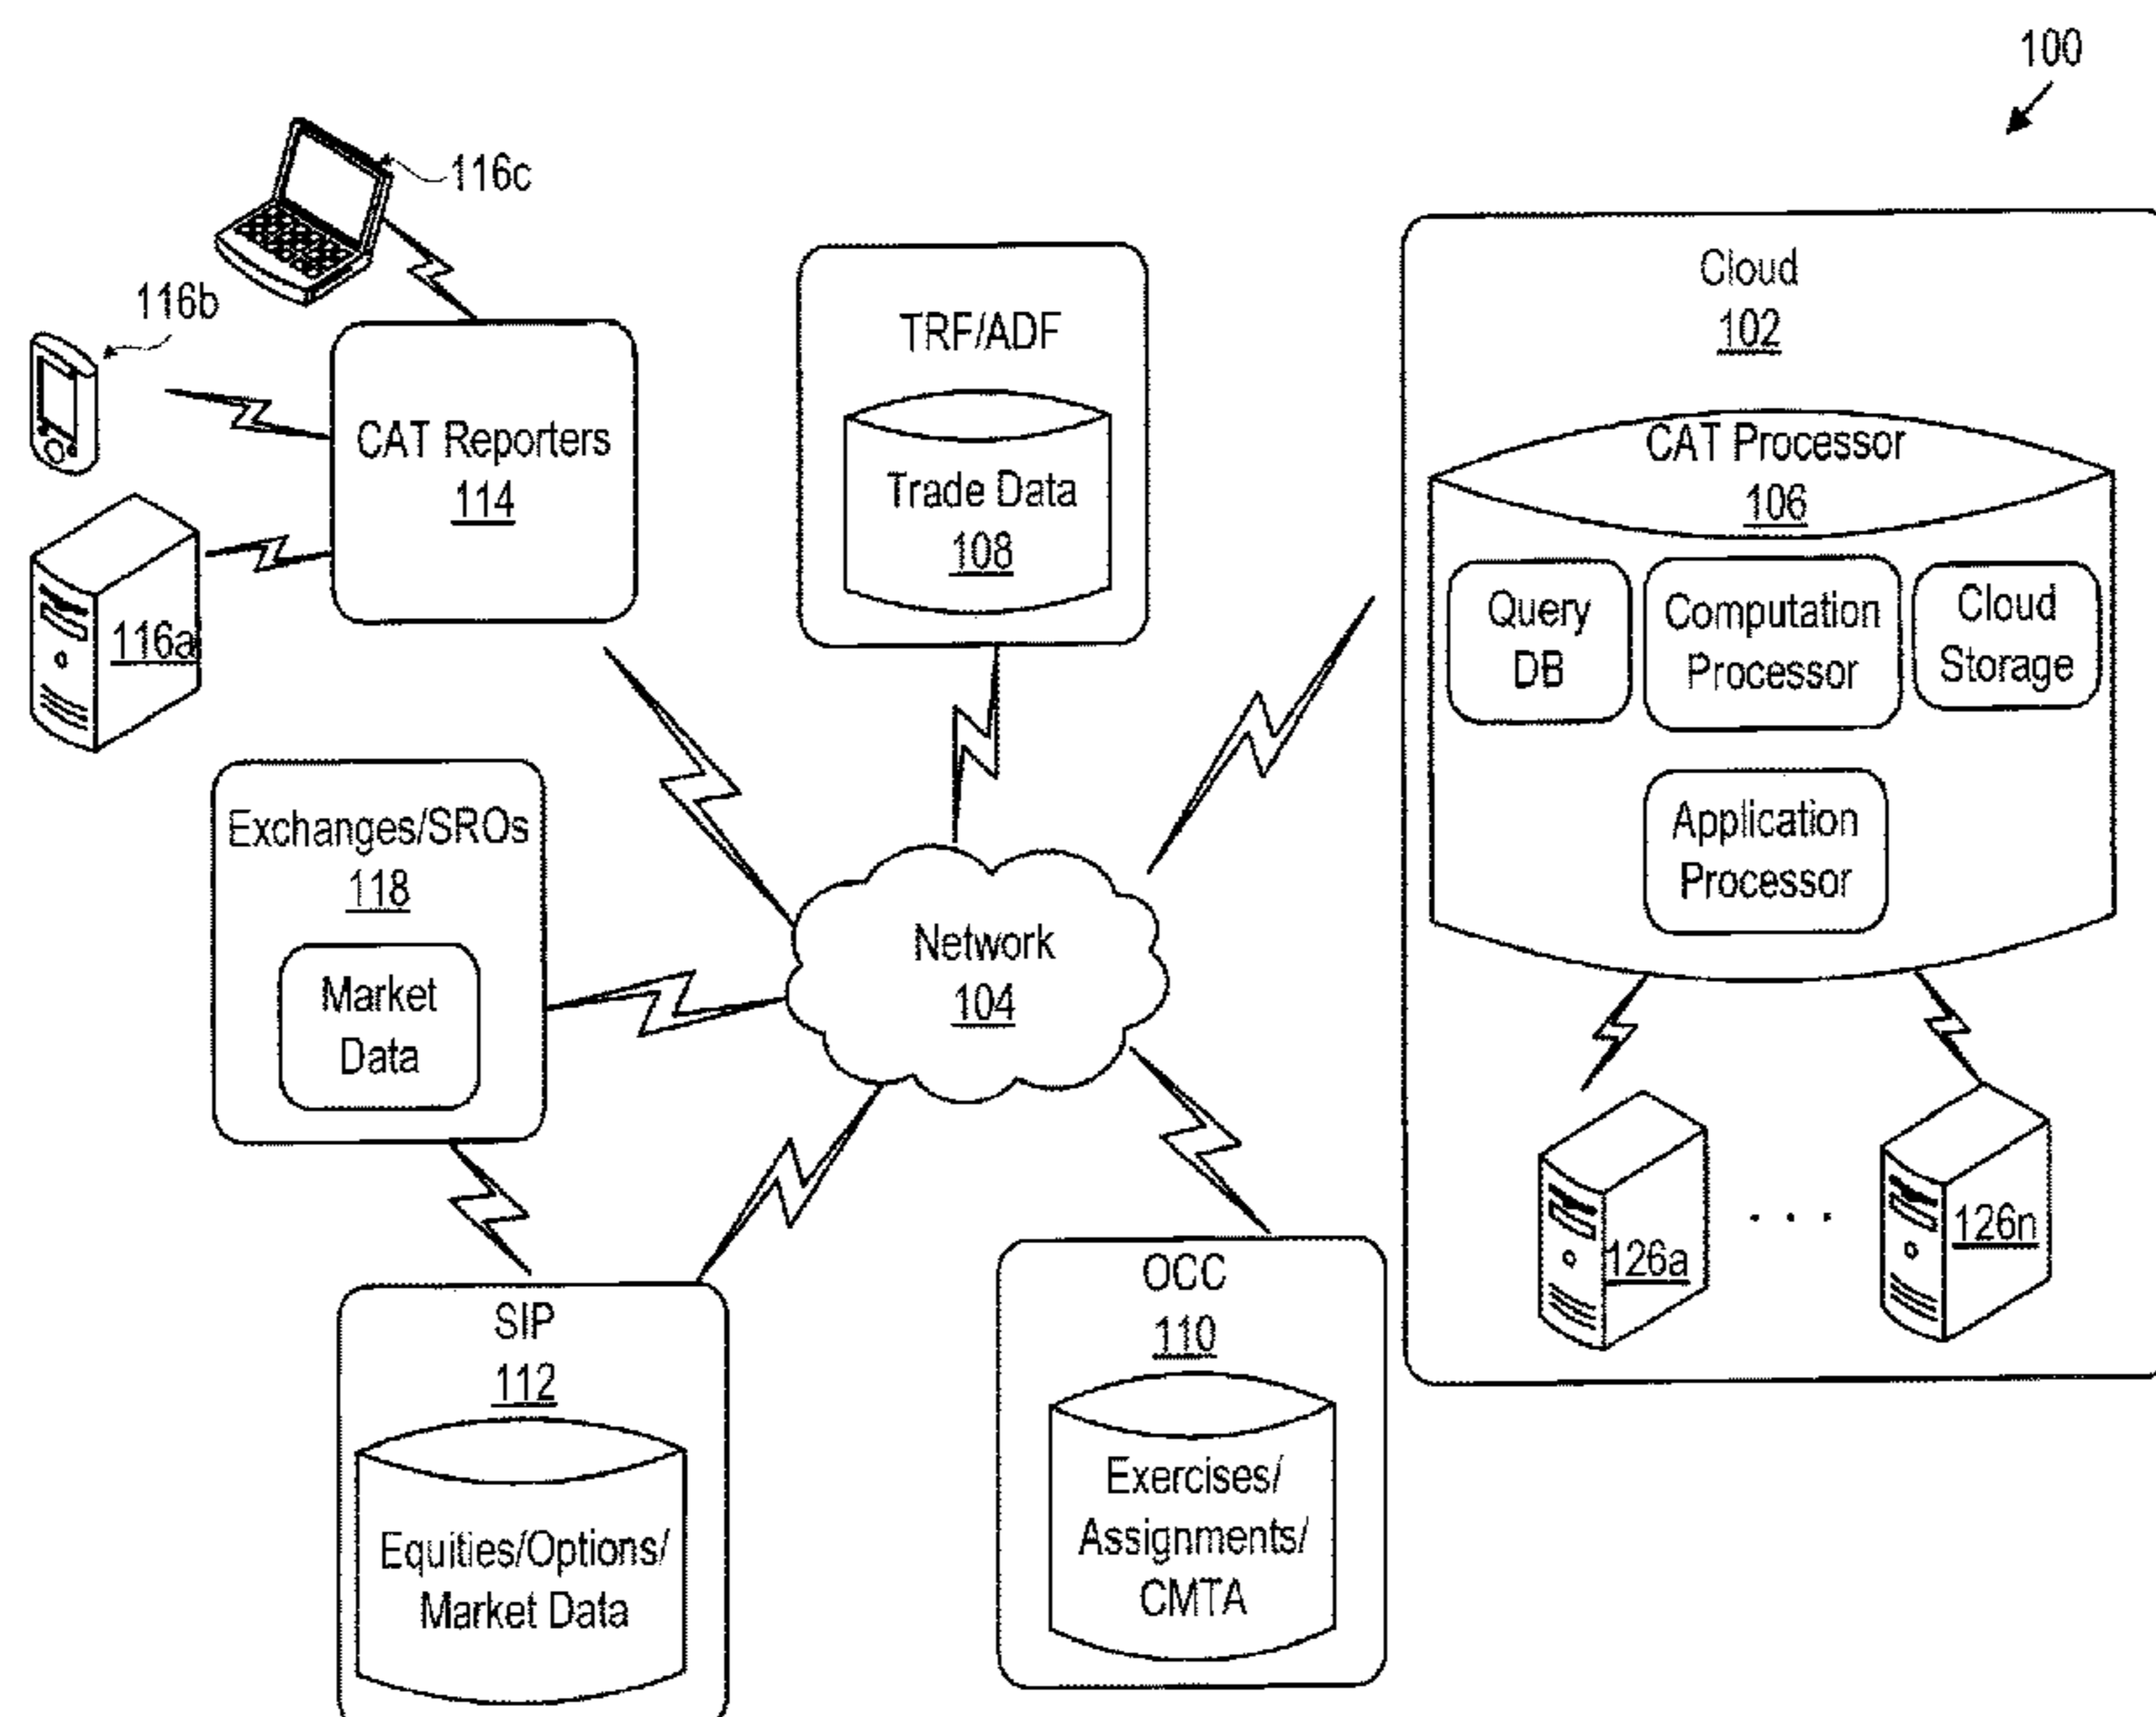 100
116c
116b
116a
CAT Reporters
114
TRF/ADF
Trade Data
108
Cloud
102
CAT Processor
106
Query
DB
Computation
Processor
Cloud
Storage
Application
Processor
126a
. . .
126n
Exchanges/SROs
118
Market
Data
Network
104
SIP
112
Equities/Options/
Market Data
OCC
110
Exercises/
Assignments/
CMTA